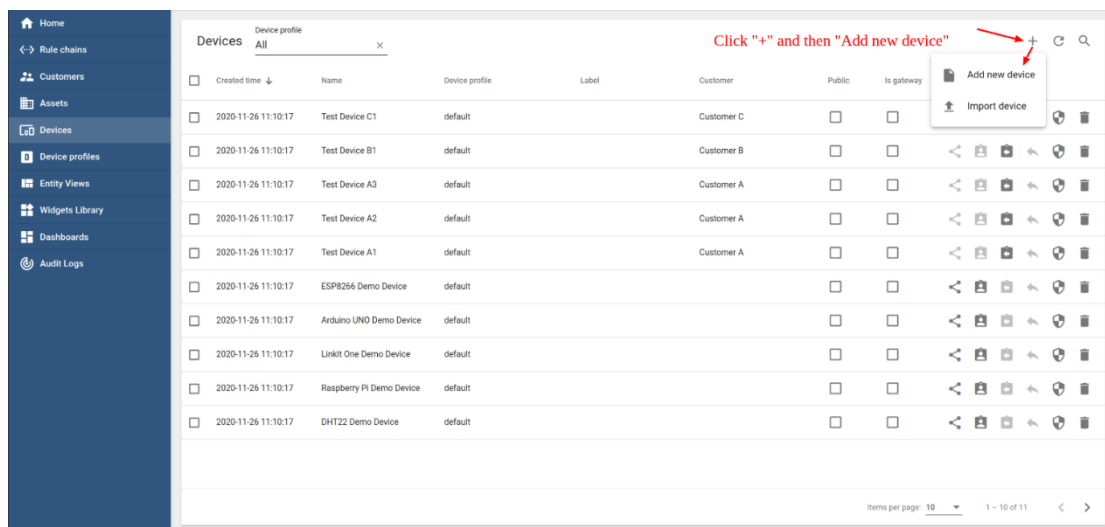 Home
Rule chains
Customers
Assets
Devices
Device profiles
Entity Views
Widgets Library
Dashboards
Audit Logs
Devices
Device profile
All
Click "+" and then "Add new device"
Add new device
Import device
Created time Name Device profile Label Customer Public Is gateway
2020-11-26 11:10:17 Test Device C1 default Customer C
2020-11-26 11:10:17 Test Device B1 default Customer B
2020-11-26 11:10:17 Test Device A3 default Customer A
2020-11-26 11:10:17 Test Device A2 default Customer A
2020-11-26 11:10:17 Test Device A1 default Customer A
2020-11-26 11:10:17 ESP8266 Demo Device default
2020-11-26 11:10:17 Arduino UNO Demo Device default
2020-11-26 11:10:17 LinkIt One Demo Device default
2020-11-26 11:10:17 Raspberry Pi Demo Device default
2020-11-26 11:10:17 DHT22 Demo Device default
Items per page: 10 1 – 10 of 11